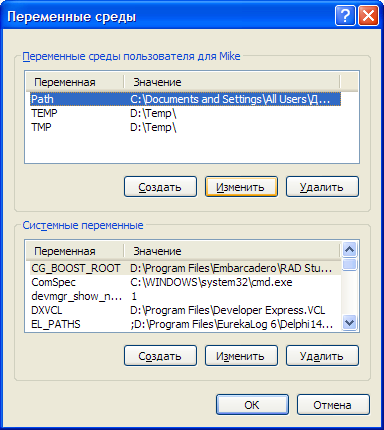 Переменные среды
Переменные среды пользователя для Mike
Переменная Значение
Path C:\Documents and Settings\All Users\Д...
TEMP D:\Temp\
TMP D:\Temp\
Создать Изменить Удалить
Системные переменные
Переменная Значение
CG_BOOST_ROOT D:\Program Files\Embarcadero\RAD Stu...
ComSpec C:\WINDOWS\system32\cmd.exe
devmgr_show_n... 1
DXVCL D:\Program Files\Developer Express.VCL
EL_PATHS ;D:\Program Files\EurekaLog 6\Delphi14...
Создать Изменить Удалить
ОК Отмена